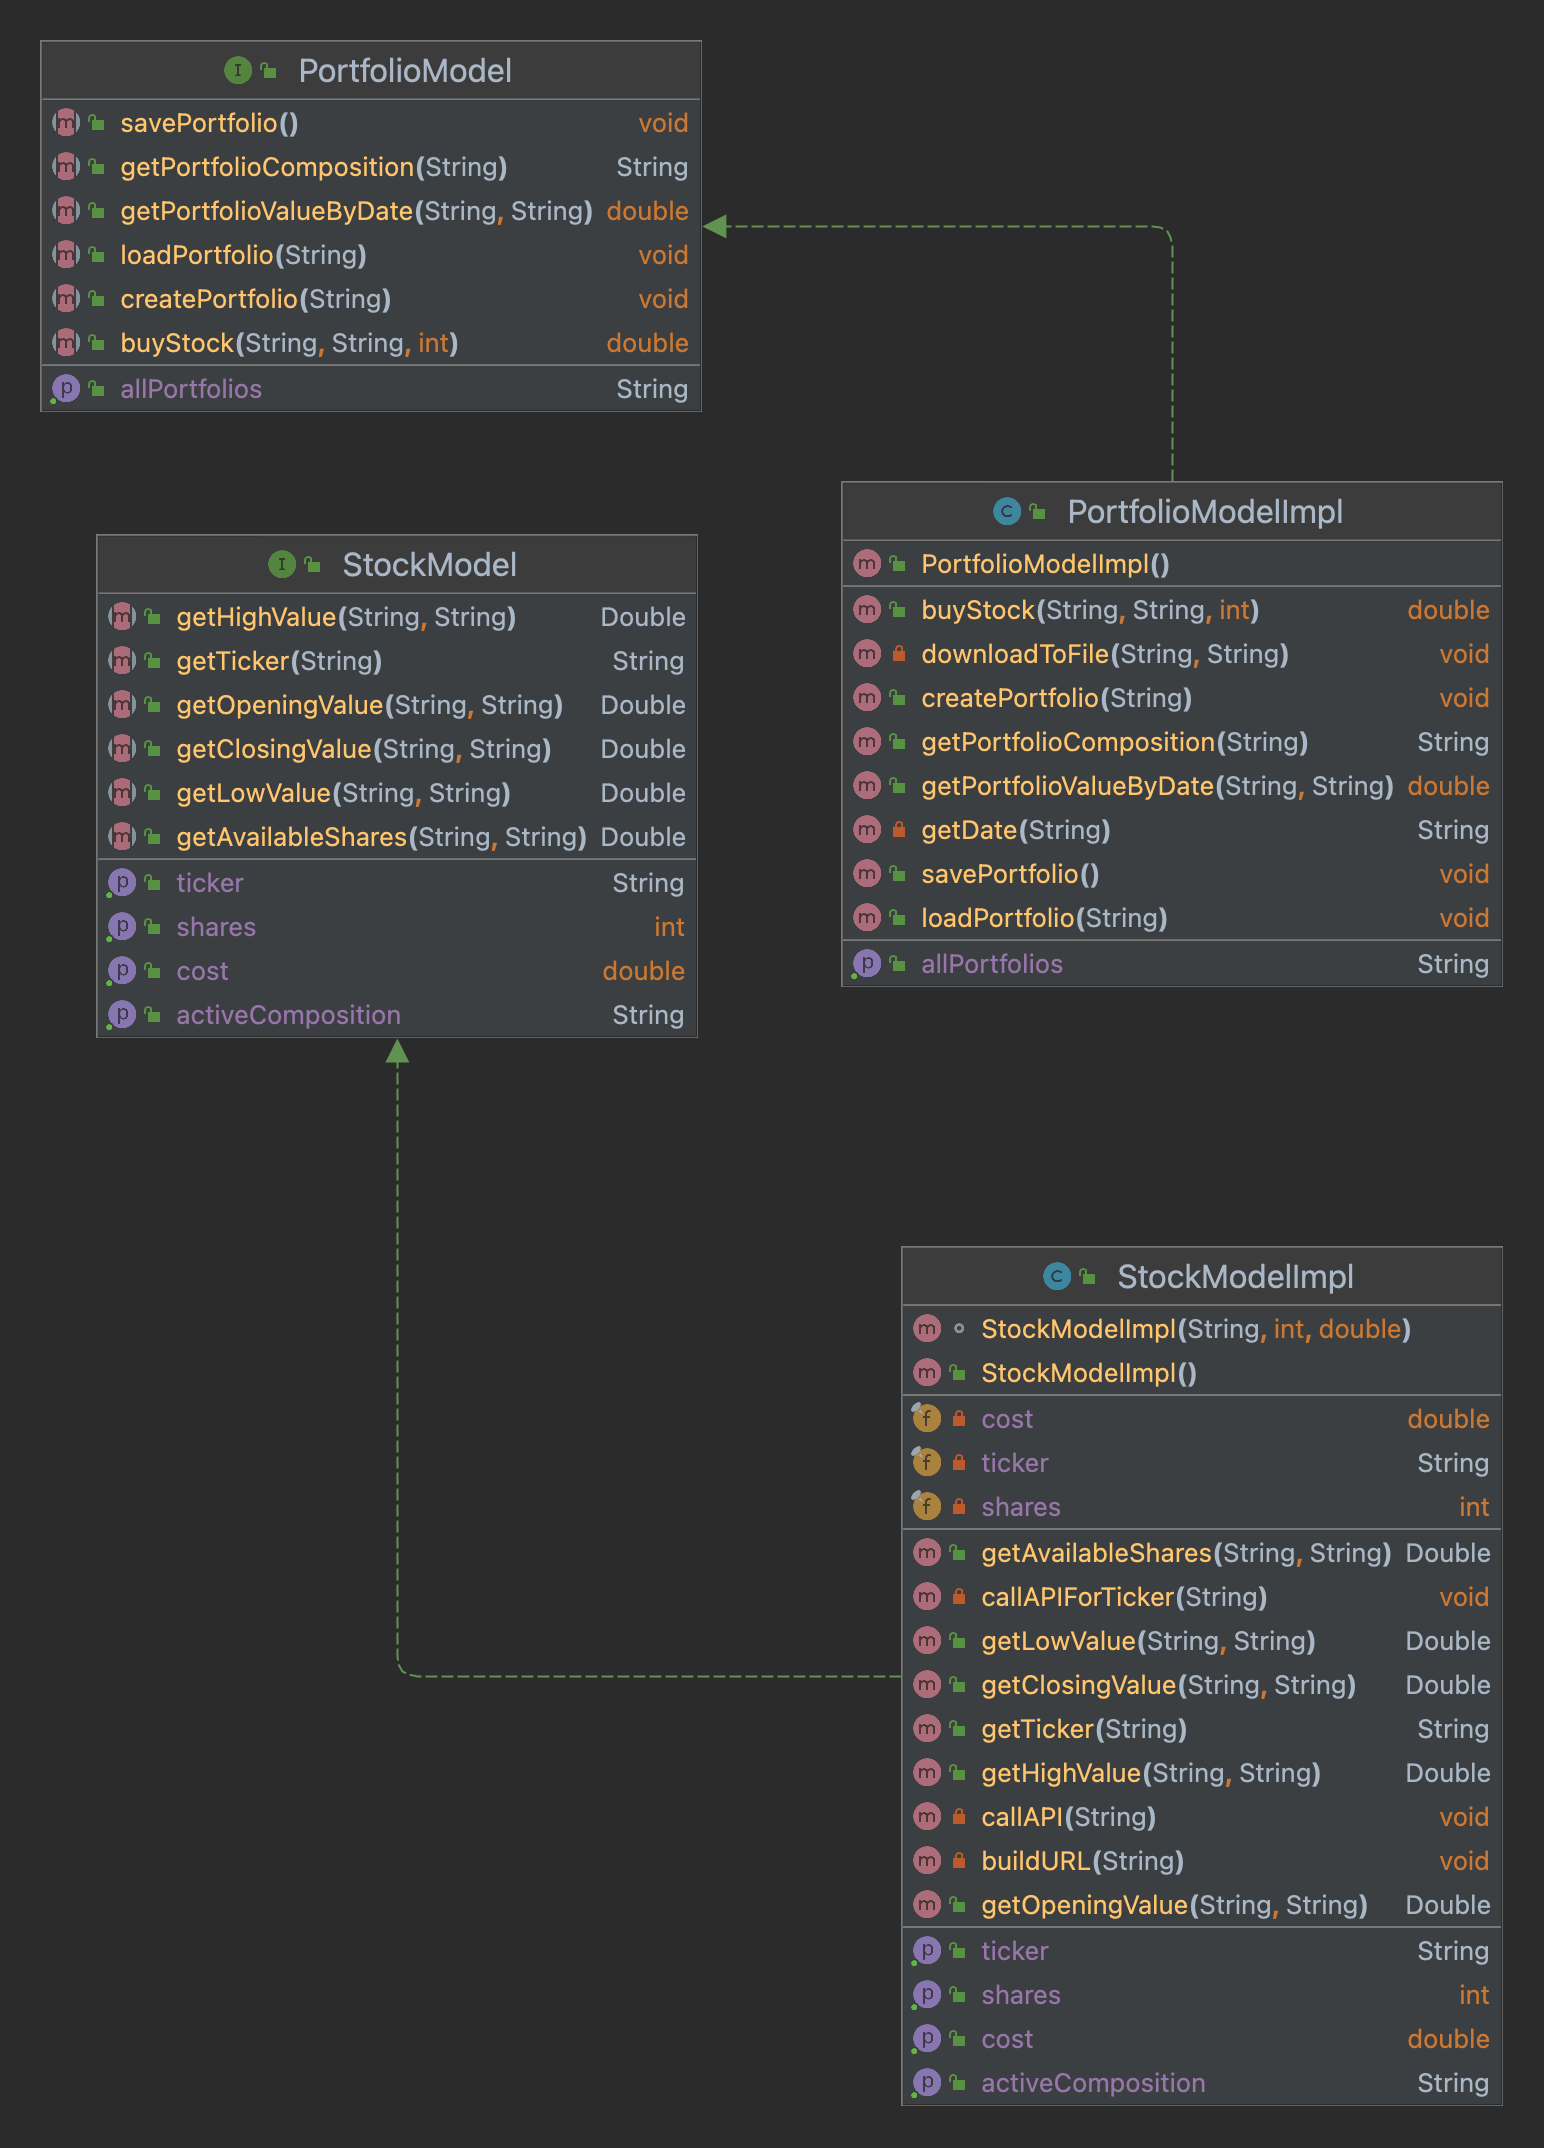 PortfolioModel
savePortfolio() void
getPortfolioComposition(String) String
getPortfolioValueByDate(String, String) double
loadPortfolio(String) void
createPortfolio(String) void
buyStock(String, String, int) double
allPortfolios String
PortfolioModelImpl
PortfolioModelImpl()
buyStock(String, String, int) double
downloadToFile(String, String) void
createPortfolio(String) void
getPortfolioComposition(String) String
getPortfolioValueByDate(String, String) double
getDate(String) String
savePortfolio() void
loadPortfolio(String) void
allPortfolios String
StockModel
getHighValue(String, String) Double
getTicker(String) String
getOpeningValue(String, String) Double
getClosingValue(String, String) Double
getLowValue(String, String) Double
getAvailableShares(String, String) Double
ticker String
shares int
cost double
activeComposition String
StockModelImpl
StockModelImpl(String, int, double)
StockModelImpl()
cost double
ticker String
shares int
getAvailableShares(String, String) Double
callAPIForTicker(String) void
getLowValue(String, String) Double
getClosingValue(String, String) Double
getTicker(String) String
getHighValue(String, String) Double
callAPI(String) void
buildURL(String) void
getOpeningValue(String, String) Double
ticker String
shares int
cost double
activeComposition String